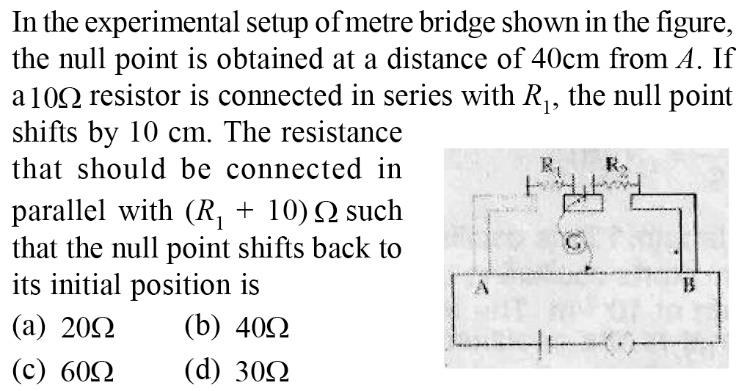 In the experimental setup of metre bridge shown in the figure,
the null point is obtained at a distance of 40cm from A. If
a 10Ω resistor is connected in series with R₁, the null point
shifts by 10 cm. The resistance
that should be connected in
parallel with (R₁ + 10) Ω such
that the null point shifts back to
its initial position is
(a) 20Ω (b) 40Ω
(c) 60Ω (d) 30Ω
R₁ R₂
G
A B